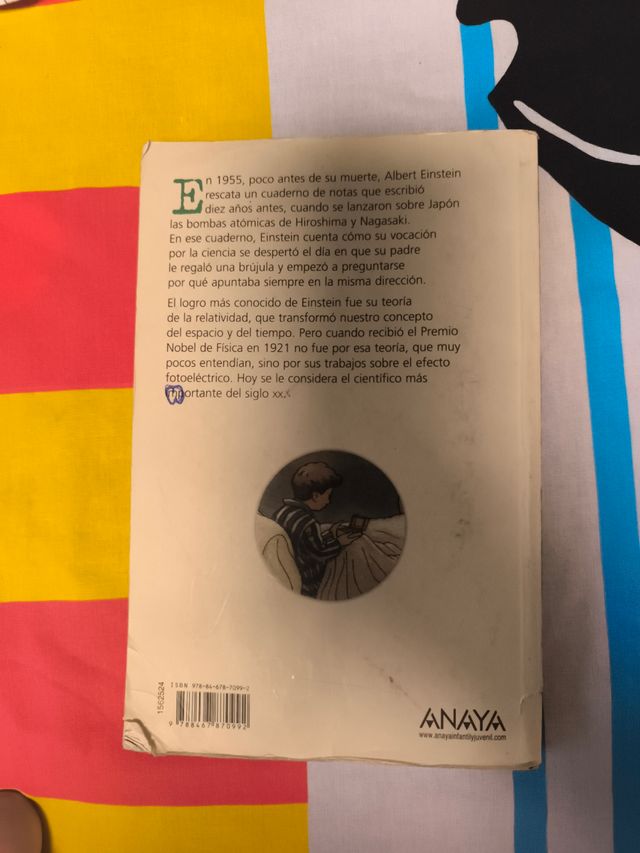 En 1955, poco antes de su muerte, Albert Einstein
rescata un cuaderno de notas que escribió
diez años antes, cuando se lanzaron sobre Japón
las bombas atómicas de Hiroshima y Nagasaki.
En ese cuaderno, Einstein cuenta cómo su vocación
por la ciencia se despertó el día en que su padre
le regaló una brújula y empezó a preguntarse
por qué apuntaba siempre en la misma dirección.
El logro más conocido de Einstein fue su teoría
de la relatividad, que transformó nuestro concepto
del espacio y del tiempo. Pero cuando recibió el Premio
Nobel de Física en 1921 no fue por esa teoría, que muy
pocos entendían, sino por sus trabajos sobre el efecto
fotoeléctrico. Hoy se le considera el científico más
importante del siglo XX.
1562524
ISBN 978-84-678-7099-2
9 788467 870992
ANAYA
www.anayainfantilyjuvenil.com